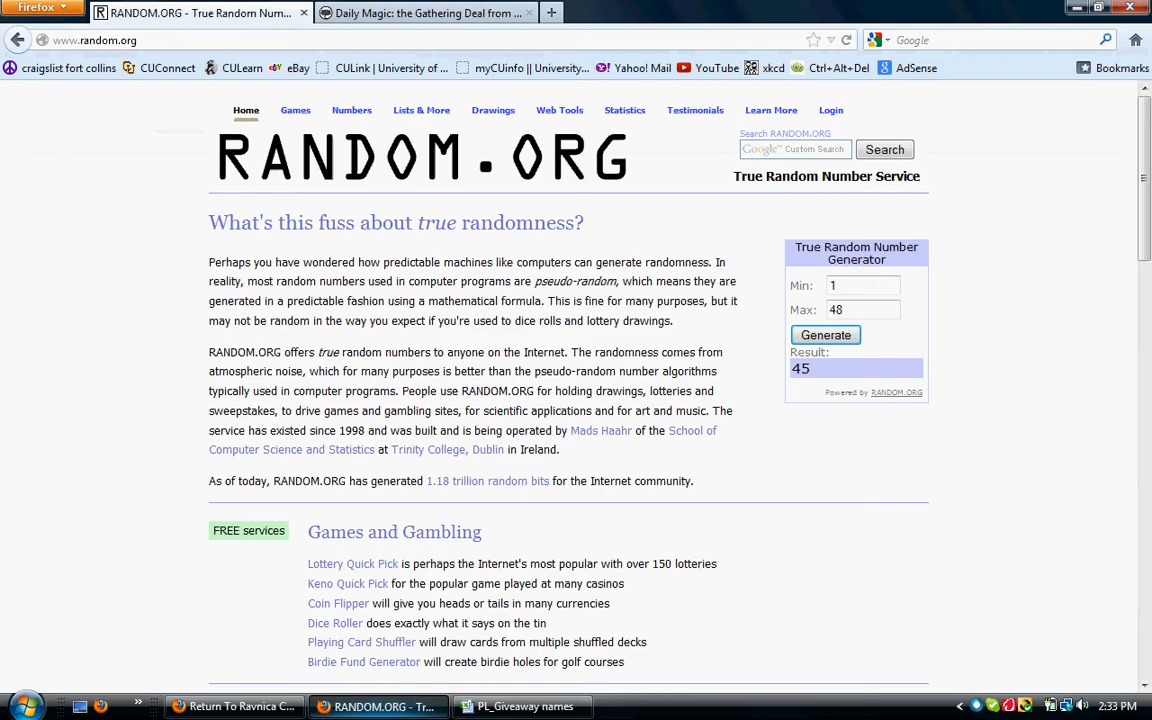 Firefox
RANDOM.ORG - True Random Num...
Daily Magic: the Gathering Deal from ...
www.random.org
Google
craigslist fort collins
CUConnect
CULearn
eBay
CULink | University of ...
myCUinfo || University...
Yahoo! Mail
YouTube
xkcd
Ctrl+Alt+Del
AdSense
Bookmarks
Home
Games
Numbers
Lists & More
Drawings
Web Tools
Statistics
Testimonials
Learn More
Login
RANDOM.ORG
Search RANDOM.ORG
Google™ Custom Search
Search
True Random Number Service
What's this fuss about true randomness?
Perhaps you have wondered how predictable machines like computers can generate randomness. In
reality, most random numbers used in computer programs are pseudo-random, which means they are
generated in a predictable fashion using a mathematical formula. This is fine for many purposes, but it
may not be random in the way you expect if you're used to dice rolls and lottery drawings.
RANDOM.ORG offers true random numbers to anyone on the Internet. The randomness comes from
atmospheric noise, which for many purposes is better than the pseudo-random number algorithms
typically used in computer programs. People use RANDOM.ORG for holding drawings, lotteries and
sweepstakes, to drive games and gambling sites, for scientific applications and for art and music. The
service has existed since 1998 and was built and is being operated by Mads Haahr of the School of
Computer Science and Statistics at Trinity College, Dublin in Ireland.
As of today, RANDOM.ORG has generated 1.18 trillion random bits for the Internet community.
True Random Number
Generator
Min: 1
Max: 48
Generate
Result:
45
Powered by RANDOM.ORG
FREE services
Games and Gambling
Lottery Quick Pick is perhaps the Internet's most popular with over 150 lotteries
Keno Quick Pick for the popular game played at many casinos
Coin Flipper will give you heads or tails in many currencies
Dice Roller does exactly what it says on the tin
Playing Card Shuffler will draw cards from multiple shuffled decks
Birdie Fund Generator will create birdie holes for golf courses
Return To Ravnica C...
RANDOM.ORG - Tr...
PL_Giveaway names
2:33 PM